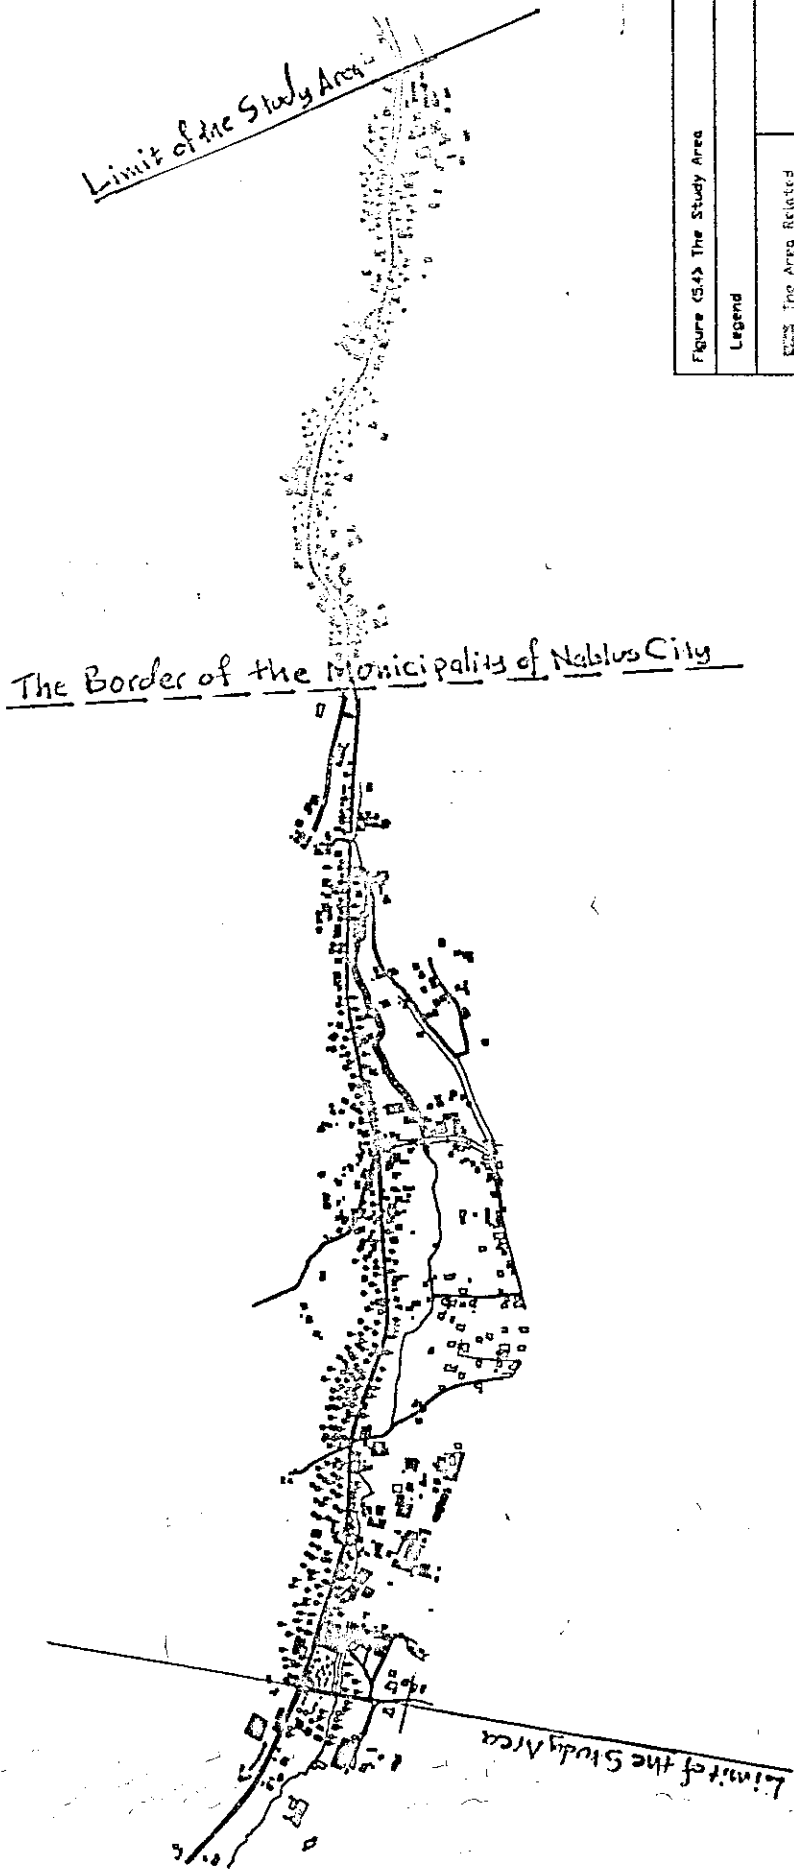 Limit of the Study Area
Figure (5.4) The Study Area
Legend
The Area Related
The Border of the Municipality of Nablus City
Limit of the Study Area